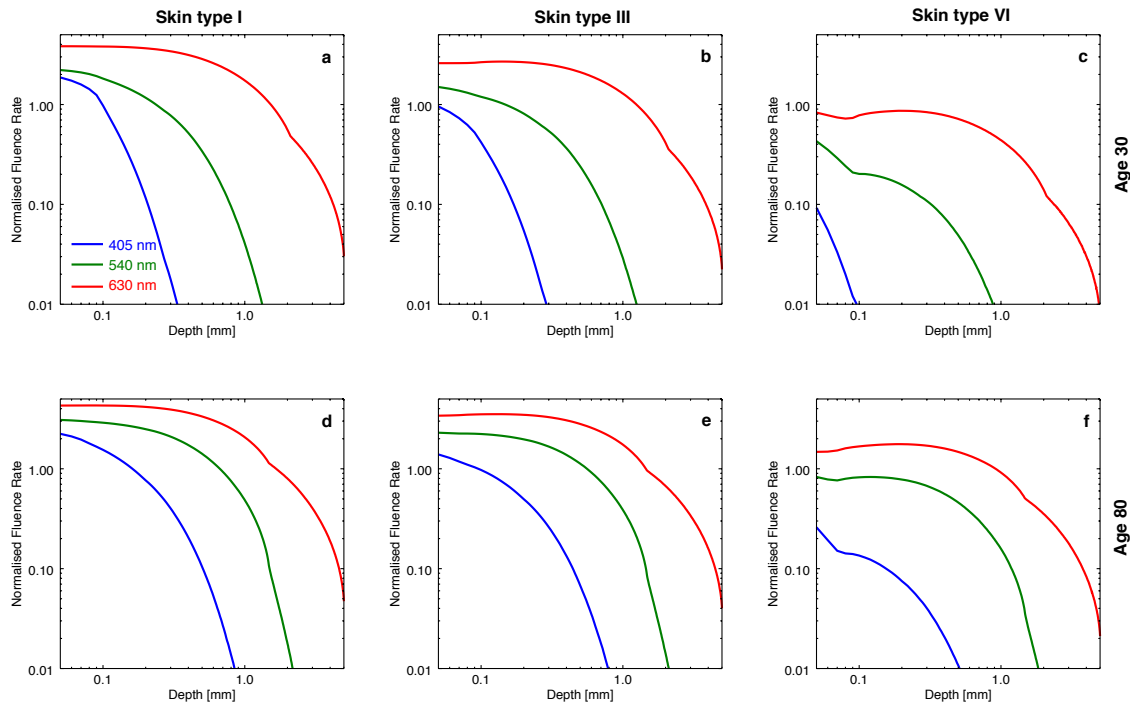 Skin type I
Skin type III
Skin type VI
Normalised Fluence Rate
1.00
0.10
0.01
a
405 nm
540 nm
630 nm
0.1
1.0
Depth [mm]
Normalised Fluence Rate
1.00
0.10
0.01
b
0.1
1.0
Depth [mm]
Normalised Fluence Rate
1.00
0.10
0.01
c
0.1
1.0
Depth [mm]
Age 30
Normalised Fluence Rate
1.00
0.10
0.01
d
0.1
1.0
Depth [mm]
Normalised Fluence Rate
1.00
0.10
0.01
e
0.1
1.0
Depth [mm]
Normalised Fluence Rate
1.00
0.10
0.01
f
0.1
1.0
Depth [mm]
Age 80